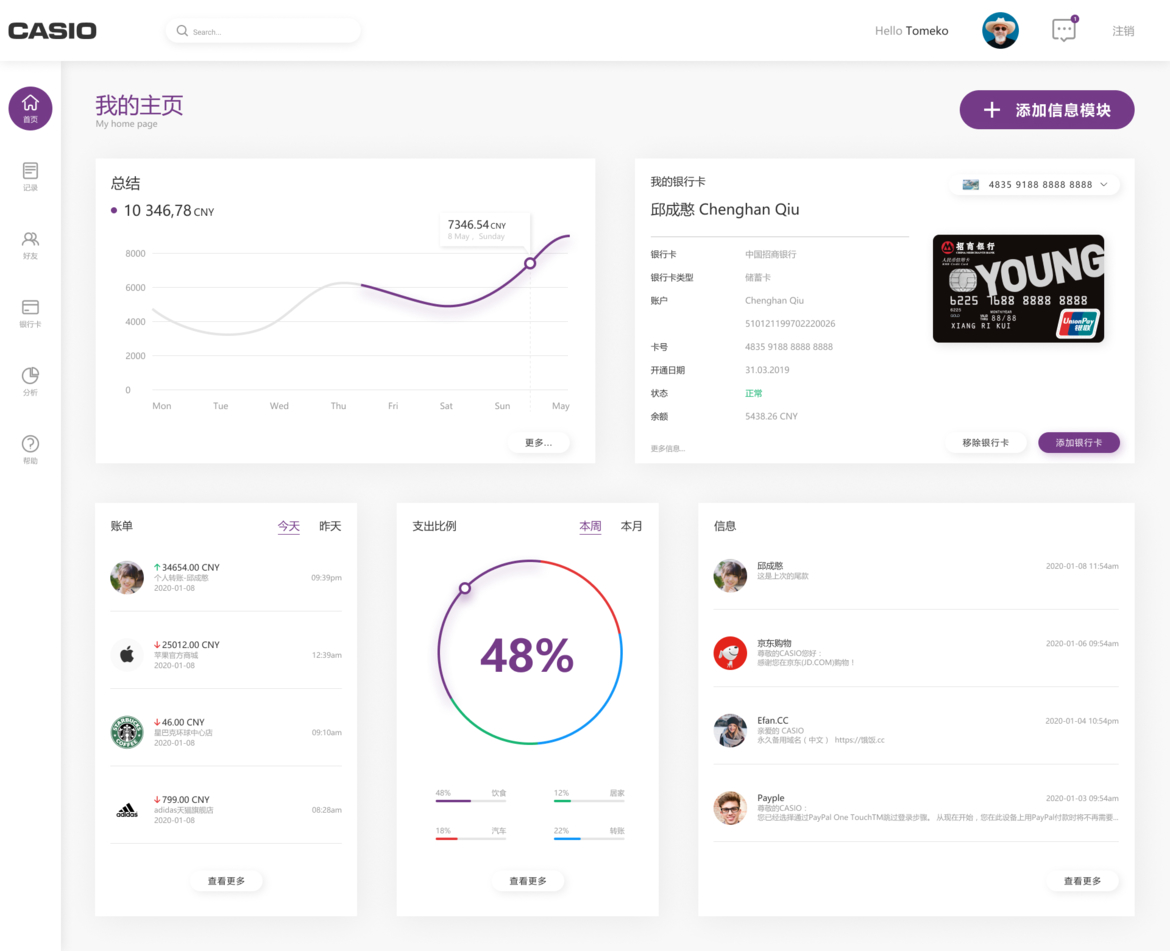 CASIO
Search...
Hello Tomeko
1
注销
首页
记录
好友
银行卡
分析
帮助
我的主页
My home page
+ 添加信息模块
总结
10 346,78 CNY
7346.54 CNY
8 May , Sunday
8000
6000
4000
2000
0
Mon Tue Wed Thu Fri Sat Sun May
更多...
我的银行卡
4835 9188 8888 8888
邱成憨 Chenghan Qiu
银行卡 中国招商银行
银行卡类型 储蓄卡
账户 Chenghan Qiu
510121199702220026
卡号 4835 9188 8888 8888
开通日期 31.03.2019
状态 正常
余额 5438.26 CNY
更多信息...
招商银行
YOUNG
6225 1688 8888 8888
6225
88/88
XIANG RI KUI
UnionPay
银联
移除银行卡
添加银行卡
账单 今天 昨天
34654.00 CNY
个人转账-邱成憨
2020-01-08
09:39pm
25012.00 CNY
苹果官方商城
2020-01-08
12:39am
STARBUCKS
COFFEE
46.00 CNY
星巴克环球中心店
2020-01-08
09:10am
adidas
799.00 CNY
adidas天猫旗舰店
2020-01-08
08:28am
查看更多
支出比例 本周 本月
48%
48% 饮食
12% 居家
18% 汽车
22% 转账
查看更多
信息
邱成憨
这是上次的尾款
2020-01-08 11:54am
京东购物
尊敬的CASIO您好：
感谢您在京东(JD.COM)购物！
2020-01-06 09:54am
Efan.CC
亲爱的 CASIO
永久备用域名（中文） https://饿饭.cc
2020-01-04 10:54pm
Payple
尊敬的CASIO：
您已经选择通过PayPal One TouchTM跳过登录步骤。 从现在开始，您在此设备上用PayPal付款时将不再需要...
2020-01-03 09:54am
查看更多